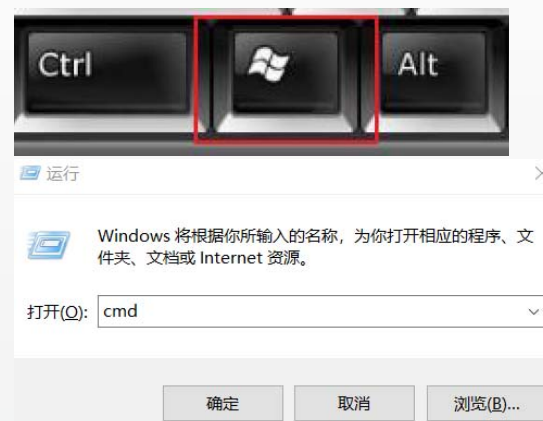 Ctrl
Alt
运行
Windows 将根据你所输入的名称，为你打开相应的程序、文
件夹、文档或 Internet 资源。
打开(O):
cmd
确定
取消
浏览(B)...